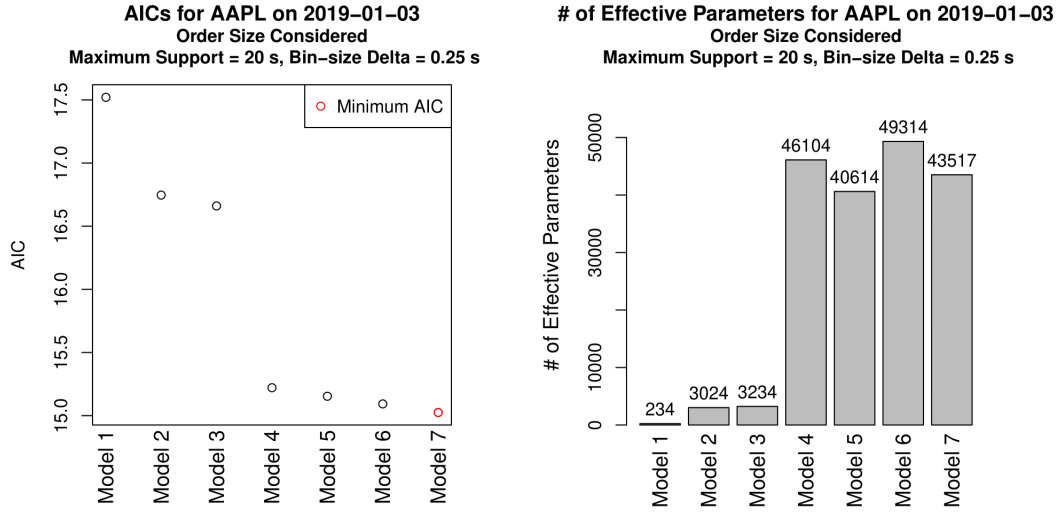 AICs for AAPL on 2019−01−03
Order Size Considered
Maximum Support = 20 s, Bin−size Delta = 0.25 s
Minimum AIC
AIC
17.5
17.0
16.5
16.0
15.5
15.0
Model 1
Model 2
Model 3
Model 4
Model 5
Model 6
Model 7
# of Effective Parameters for AAPL on 2019−01−03
Order Size Considered
Maximum Support = 20 s, Bin−size Delta = 0.25 s
# of Effective Parameters
50000
30000
10000
0
234
3024
3234
46104
40614
49314
43517
Model 1
Model 2
Model 3
Model 4
Model 5
Model 6
Model 7